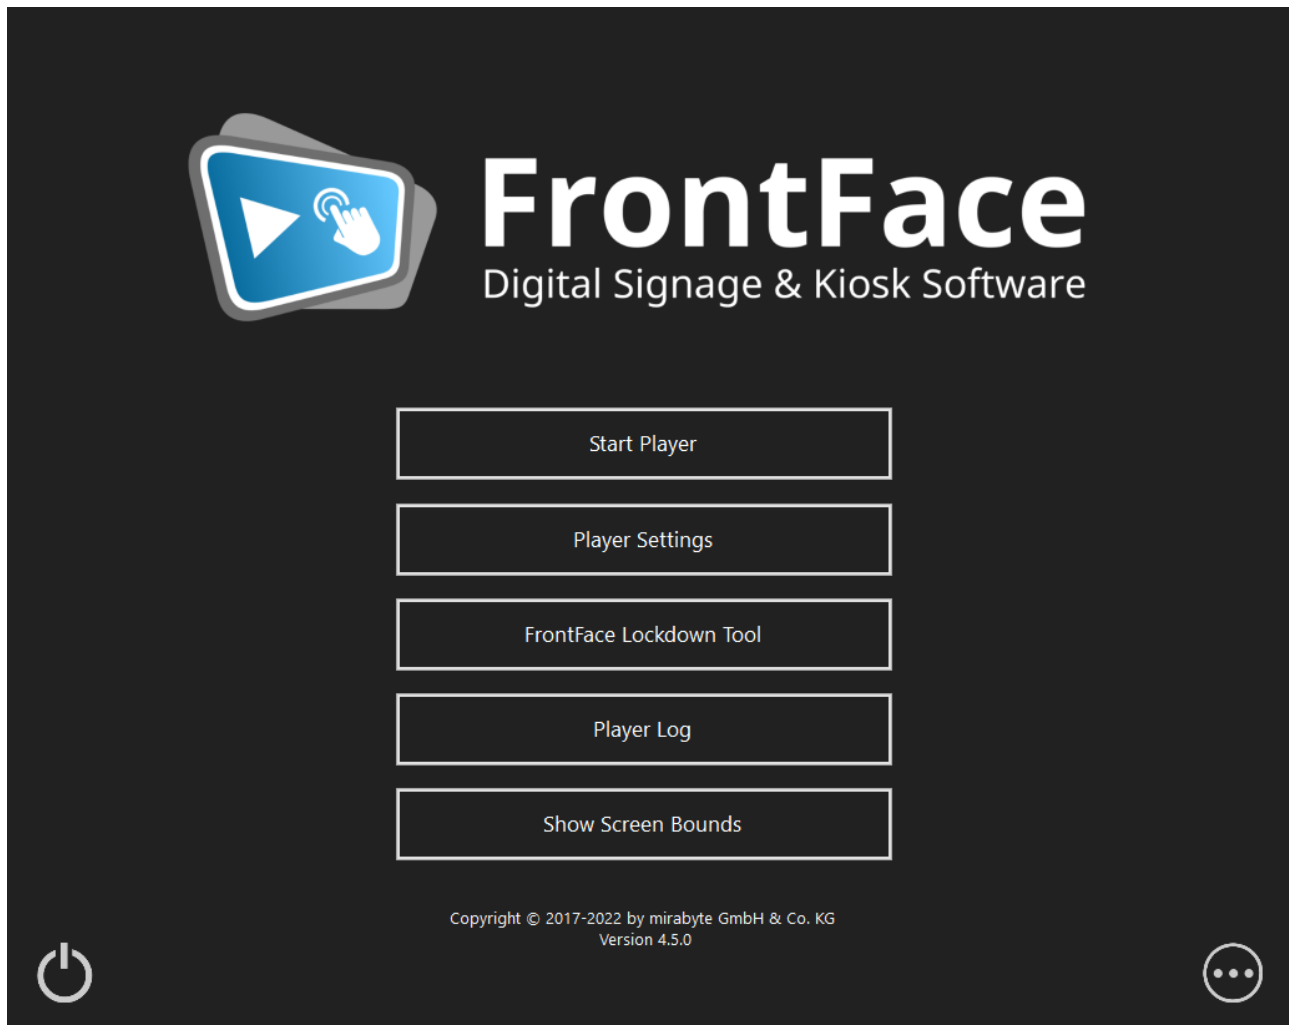 FrontFace
Digital Signage & Kiosk Software
Start Player
Player Settings
FrontFace Lockdown Tool
Player Log
Show Screen Bounds
Copyright © 2017-2022 by mirabyte GmbH & Co. KG
Version 4.5.0